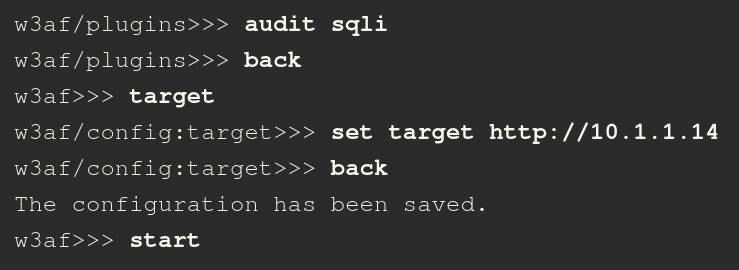 w3af/plugins>>> audit sqli
w3af/plugins>>> back
w3af>>> target
w3af/config:target>>> set target http://10.1.1.14
w3af/config:target>>> back
The configuration has been saved.
w3af>>> start